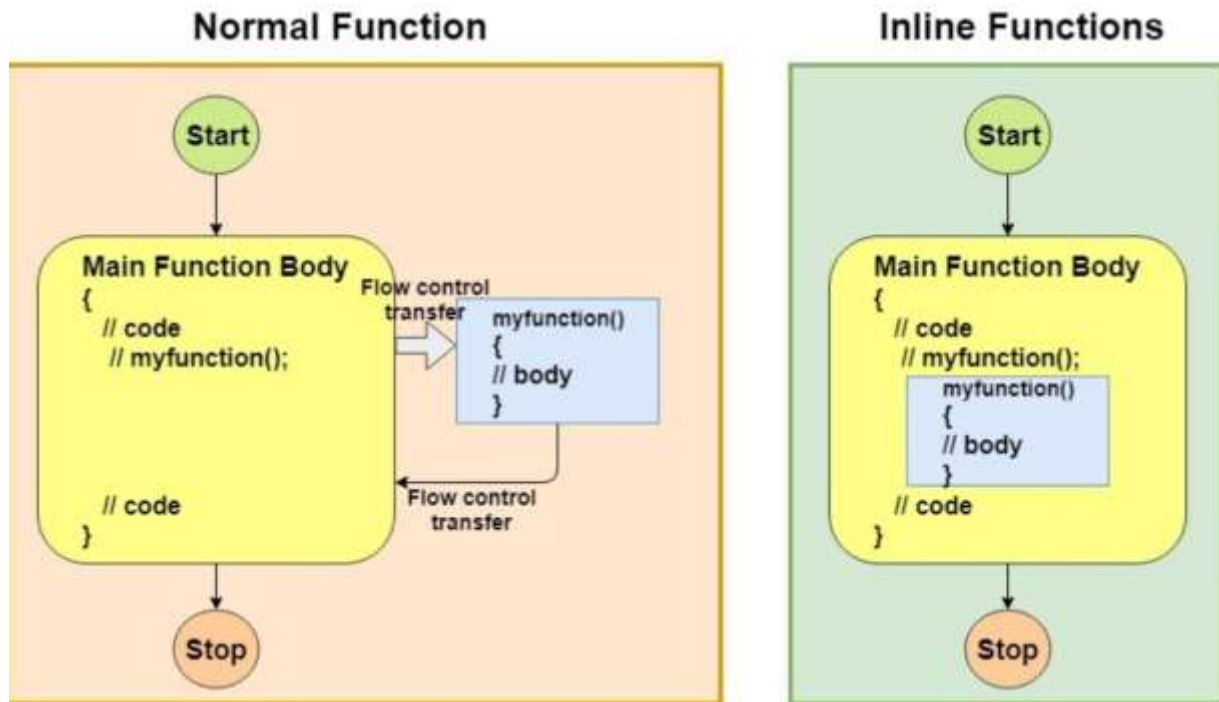 Normal Function
Start
Main Function Body
{
// code
// myfunction();
// code
}
Flow control
transfer
myfunction()
{
// body
}
Flow control
transfer
Stop
Inline Functions
Start
Main Function Body
{
// code
// myfunction();
myfunction()
{
// body
}
// code
}
Stop